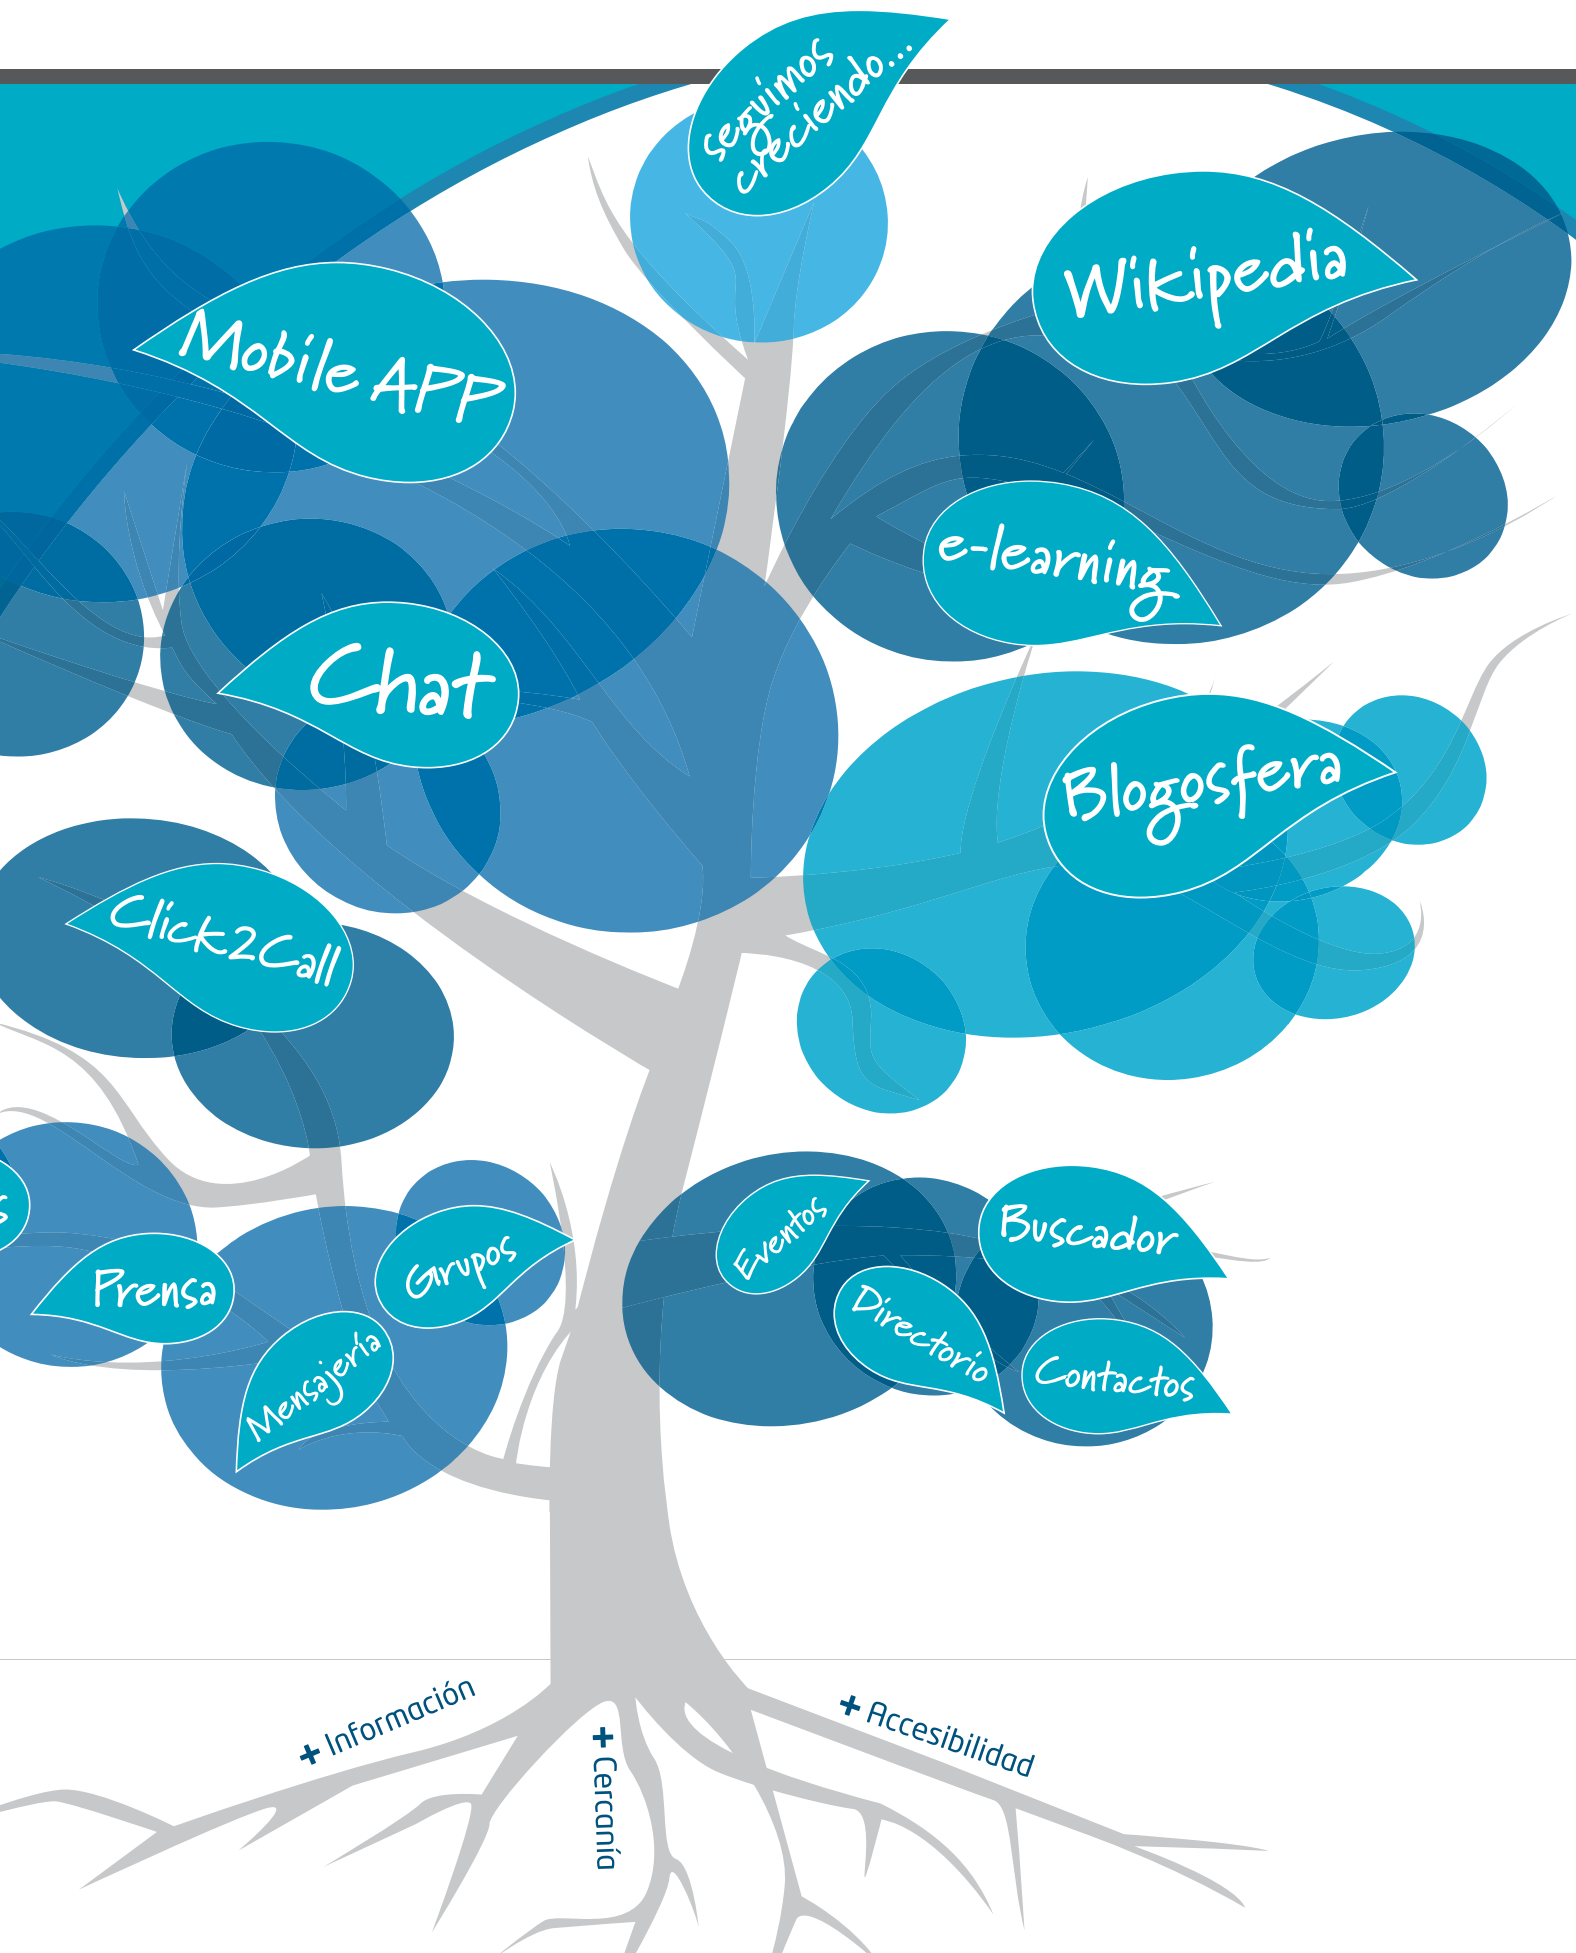 seguimos
creciendo...
Wikipedia
Mobile APP
e-learning
Chat
Blogosfera
Click2Call
Eventos
Buscador
Grupos
Prensa
Directorio
Mensajería
Contactos
+ Información
+ Cercanía
+ Accesibilidad